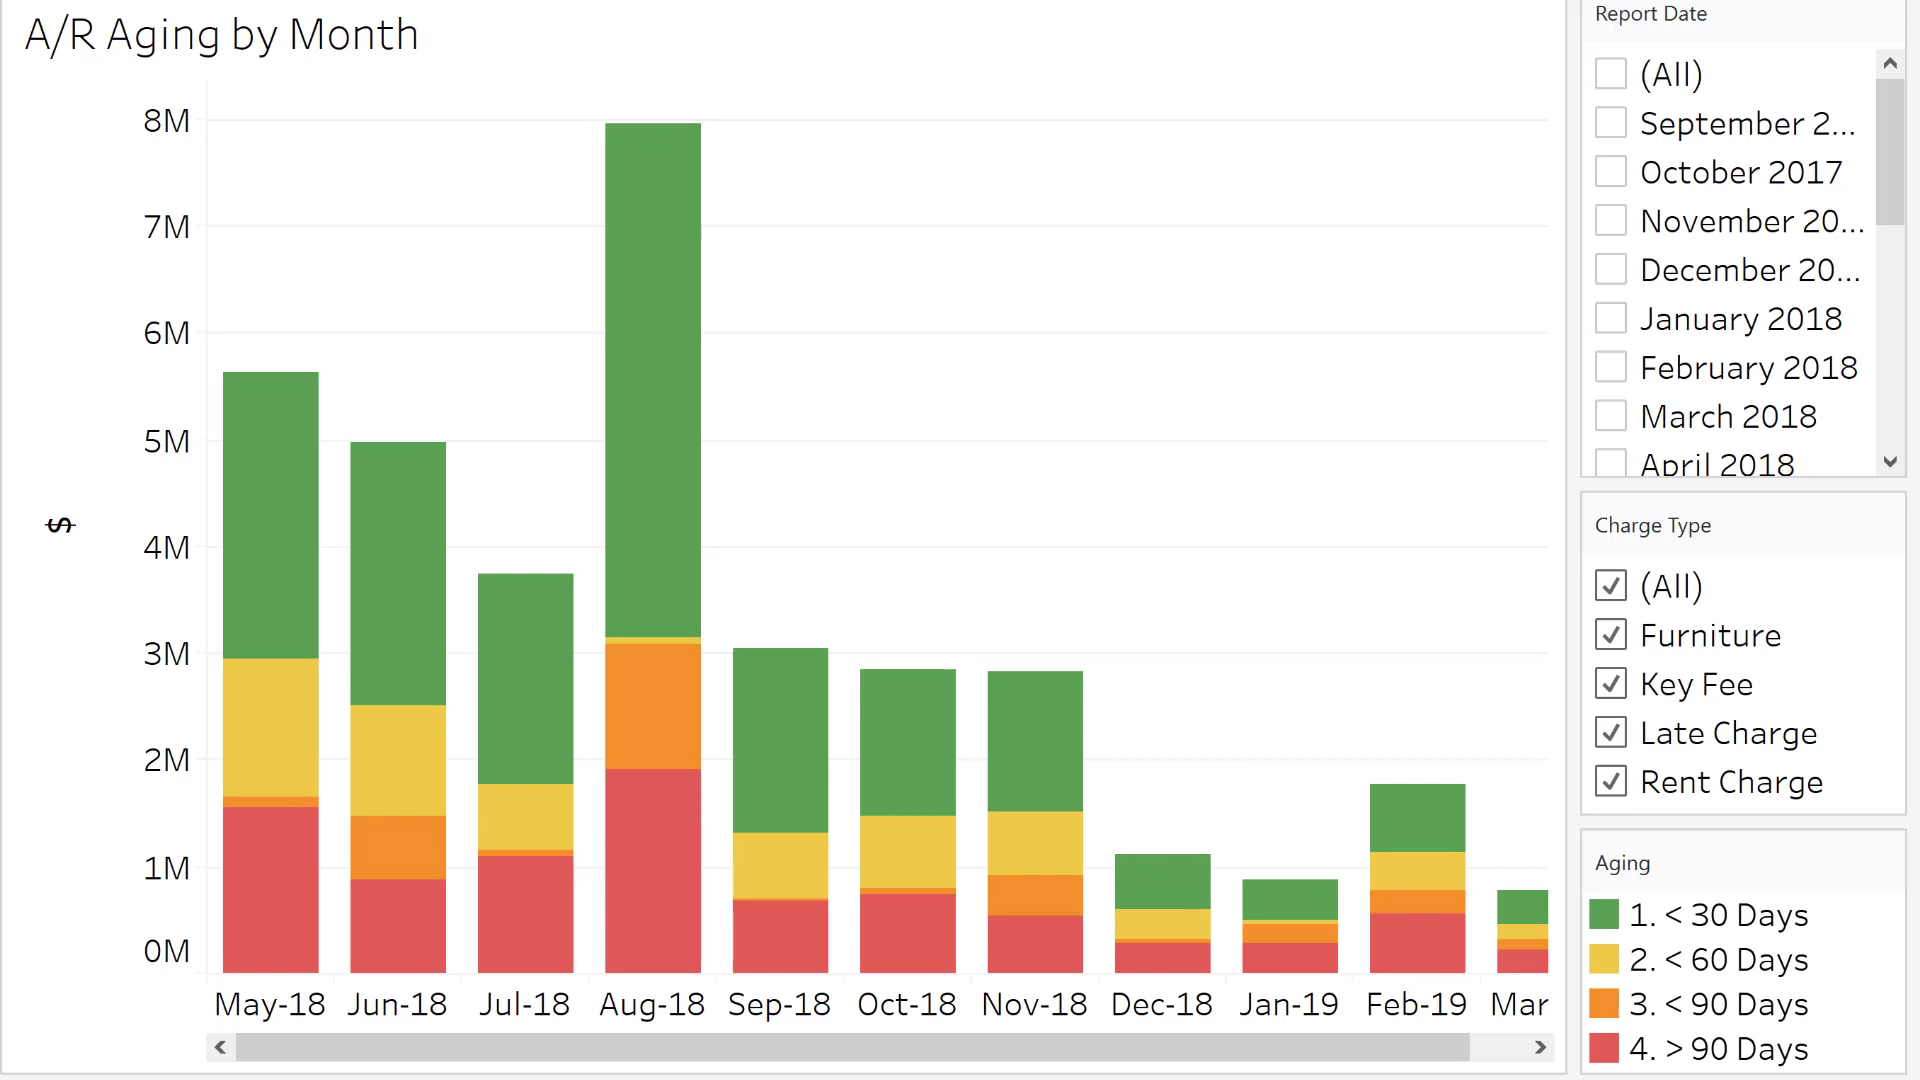 A/R Aging by Month
8M
7M
6M
5M
4M
3M
2M
1M
0M
$
May-18 Jun-18 Jul-18 Aug-18 Sep-18 Oct-18 Nov-18 Dec-18 Jan-19 Feb-19 Mar
Report Date
(All)
September 2...
October 2017
November 20...
December 20...
January 2018
February 2018
March 2018
April 2018
Charge Type
(All)
Furniture
Key Fee
Late Charge
Rent Charge
Aging
1. < 30 Days
2. < 60 Days
3. < 90 Days
4. > 90 Days